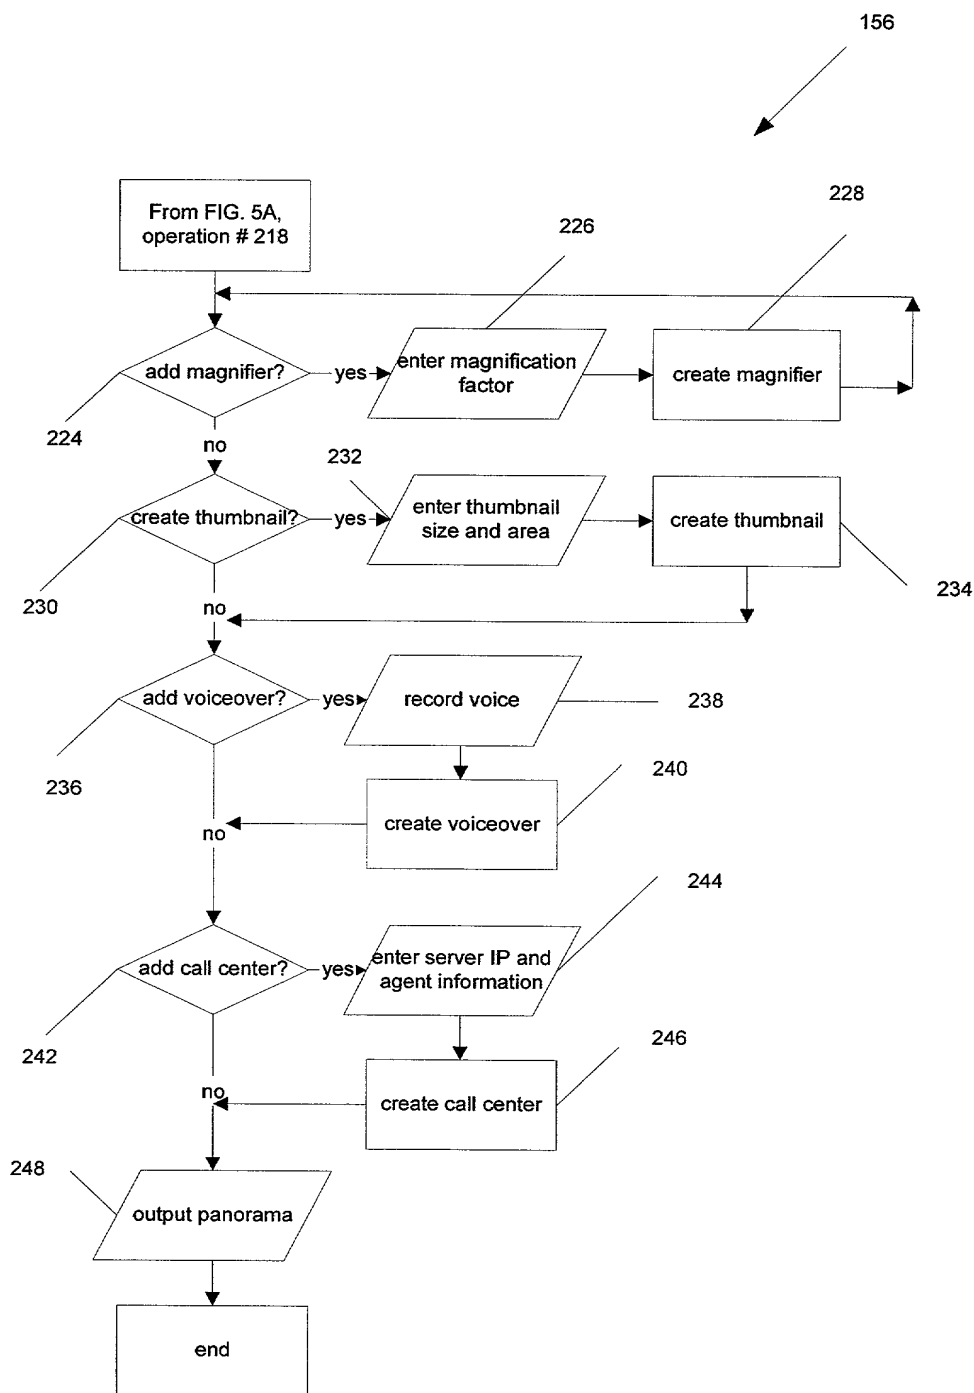 156
From FIG. 5A,
operation # 218
226
228
add magnifier?
yes
enter magnification
factor
create magnifier
224
no
232
create thumbnail?
yes
enter thumbnail
size and area
create thumbnail
230
234
no
add voiceover?
yes
record voice
238
236
240
create voiceover
no
244
add call center?
yes
enter server IP and
agent information
242
246
no
create call center
248
output panorama
end